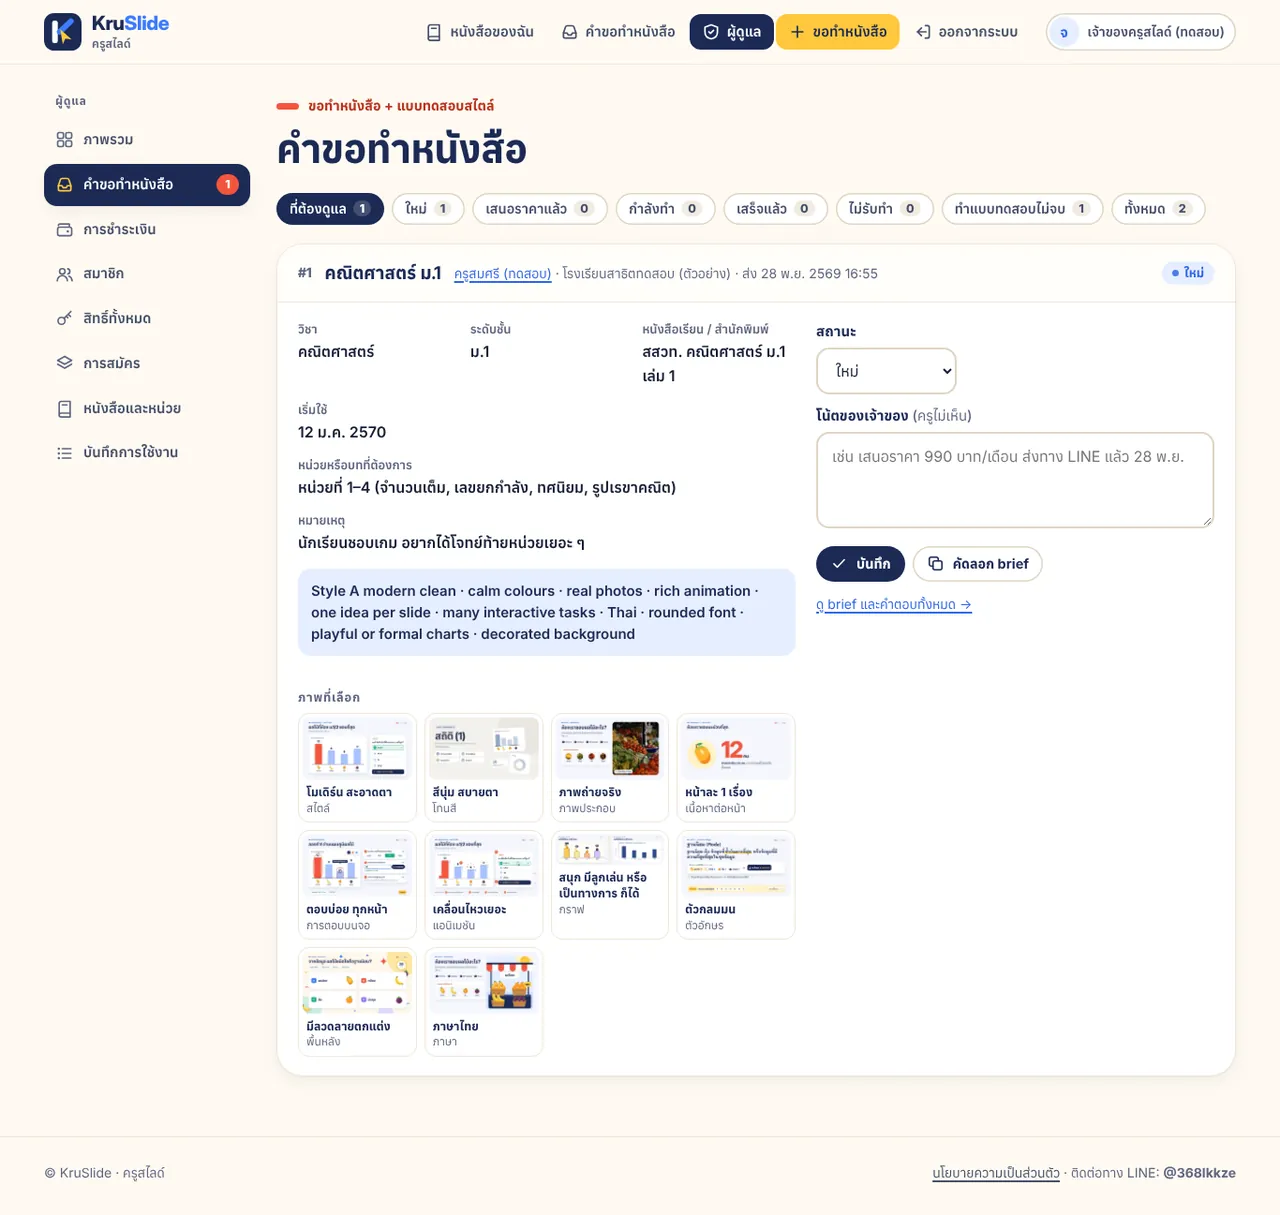 KruSlide
ครูสไลด์
หนังสือของฉัน
คำขอทำหนังสือ
ผู้ดูแล
ขอทำหนังสือ
ออกจากระบบ
จ
เจ้าของครูสไลด์ (ทดสอบ)
ผู้ดูแล
ภาพรวม
คำขอทำหนังสือ 1
การชำระเงิน
สมาชิก
สิทธิ์ทั้งหมด
การสมัคร
หนังสือและหน่วย
บันทึกการใช้งาน
ขอทำหนังสือ + แบบทดสอบสไตล์
คำขอทำหนังสือ
ที่ต้องดูแล 1
ใหม่ 1
เสนอราคาแล้ว 0
กำลังทำ 0
เสร็จแล้ว 0
ไม่รับทำ 0
ทำแบบทดสอบไม่จบ 1
ทั้งหมด 2
#1 คณิตศาสตร์ ม.1 ครูสมศรี (ทดสอบ) · โรงเรียนสาธิตทดสอบ (ตัวอย่าง) · ส่ง 28 พ.ย. 2569 16:55
ใหม่
วิชา
คณิตศาสตร์
ระดับชั้น
ม.1
หนังสือเรียน / สำนักพิมพ์
สสวท. คณิตศาสตร์ ม.1
เล่ม 1
เริ่มใช้
12 ม.ค. 2570
หน่วยหรือบทที่ต้องการ
หน่วยที่ 1–4 (จำนวนเต็ม, เลขยกกำลัง, ทศนิยม, รูปเรขาคณิต)
หมายเหตุ
นักเรียนชอบเกม อยากได้โจทย์ท้ายหน่วยเยอะ ๆ
Style A modern clean · calm colours · real photos · rich animation ·
one idea per slide · many interactive tasks · Thai · rounded font ·
playful or formal charts · decorated background
สถานะ
ใหม่
โน้ตของเจ้าของ (ครูไม่เห็น)
เช่น เสนอราคา 990 บาท/เดือน ส่งทาง LINE แล้ว 28 พ.ย.
บันทึก
คัดลอก brief
ดู brief และคำตอบทั้งหมด →
ภาพที่เลือก
โมเดิร์น สะอาดตา
สไตล์
สถิติ (1)
สีนุ่ม สบายตา
โทนสี
ภาพถ่ายจริง
ภาพประกอบ
12
หน้าละ 1 เรื่อง
เนื้อหาต่อหน้า
ตอบบ่อย ทุกหน้า
การตอบบนจอ
เคลื่อนไหวเยอะ
แอนิเมชัน
สนุก มีลูกเล่น หรือ
เป็นทางการ ก็ได้
กราฟ
ฐานนิยม (Mode)
ตัวกลมมน
ตัวอักษร
มีลวดลายตกแต่ง
พื้นหลัง
ภาษาไทย
ภาษา
© KruSlide · ครูสไลด์
นโยบายความเป็นส่วนตัว · ติดต่อทาง LINE: @368lkkze